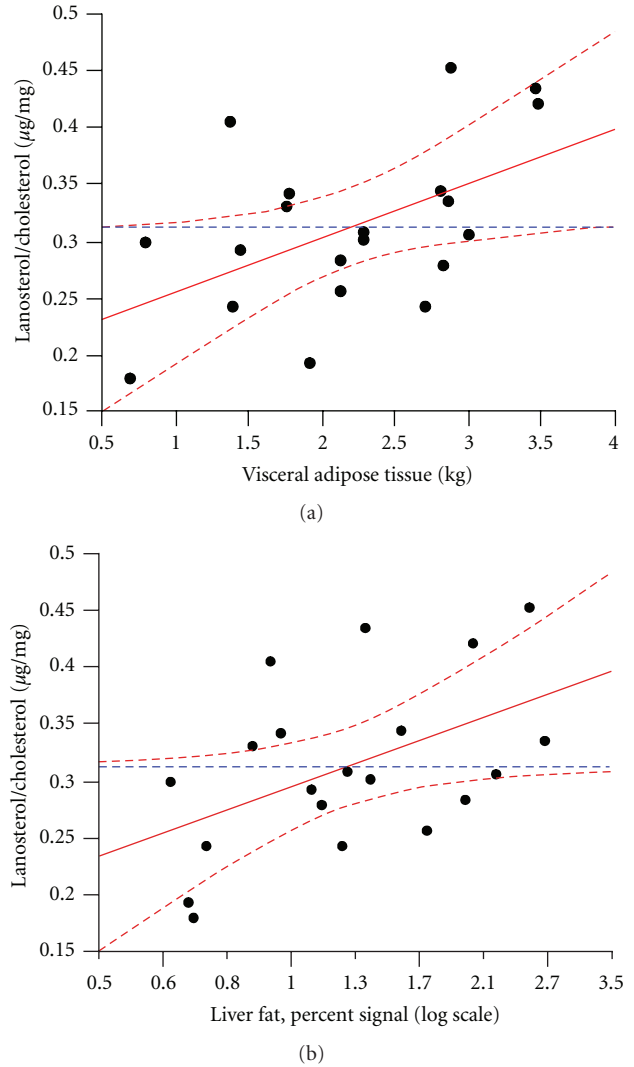 0.5
0.45
0.4
0.35
0.3
0.25
0.2
0.15
Lanosterol/cholesterol (μg/mg)
0.5 1 1.5 2 2.5 3 3.5 4
Visceral adipose tissue (kg)
(a)
0.5
0.45
0.4
0.35
0.3
0.25
0.2
0.15
Lanosterol/cholesterol (μg/mg)
0.5 0.6 0.8 1 1.3 1.7 2.1 2.7 3.5
Liver fat, percent signal (log scale)
(b)